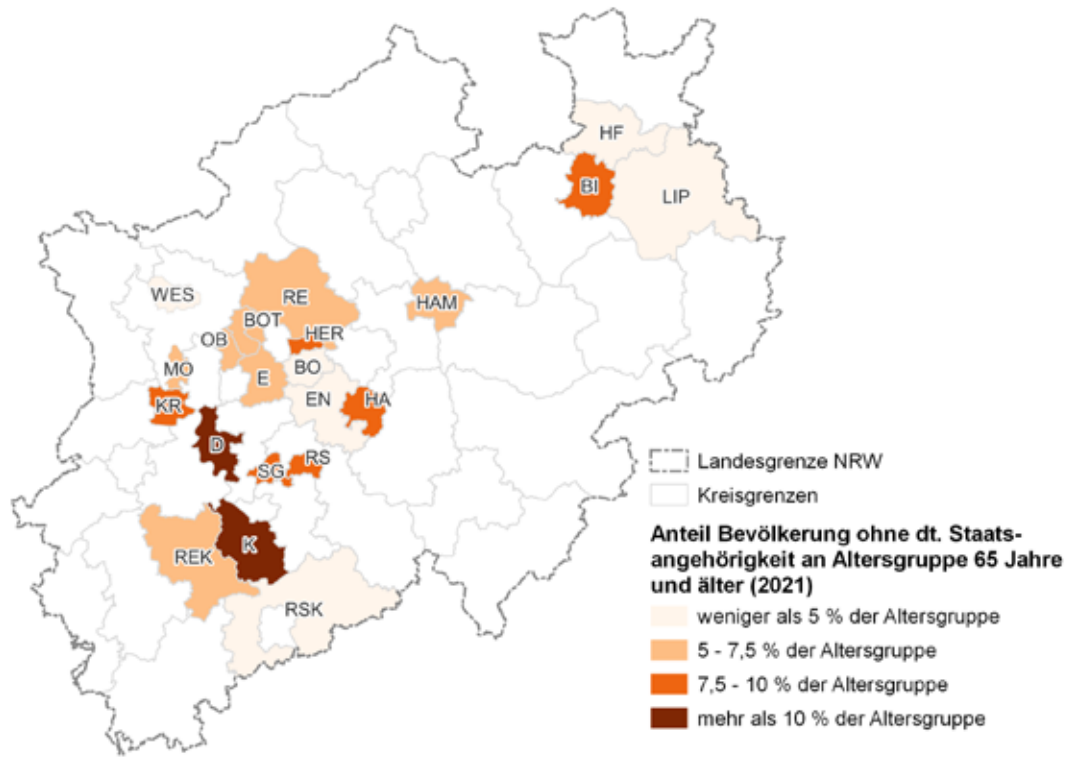 HF
BI
LIP
WES
RE
HAM
BOT
OB
HER
MO
BO
E
KR
EN
HA
D
SG
RS
K
REK
RSK
Landesgrenze NRW
Kreisgrenzen
Anteil Bevölkerung ohne dt. Staats-
angehörigkeit an Altersgruppe 65 Jahre
und älter (2021)
weniger als 5 % der Altersgruppe
5 - 7,5 % der Altersgruppe
7,5 - 10 % der Altersgruppe
mehr als 10 % der Altersgruppe